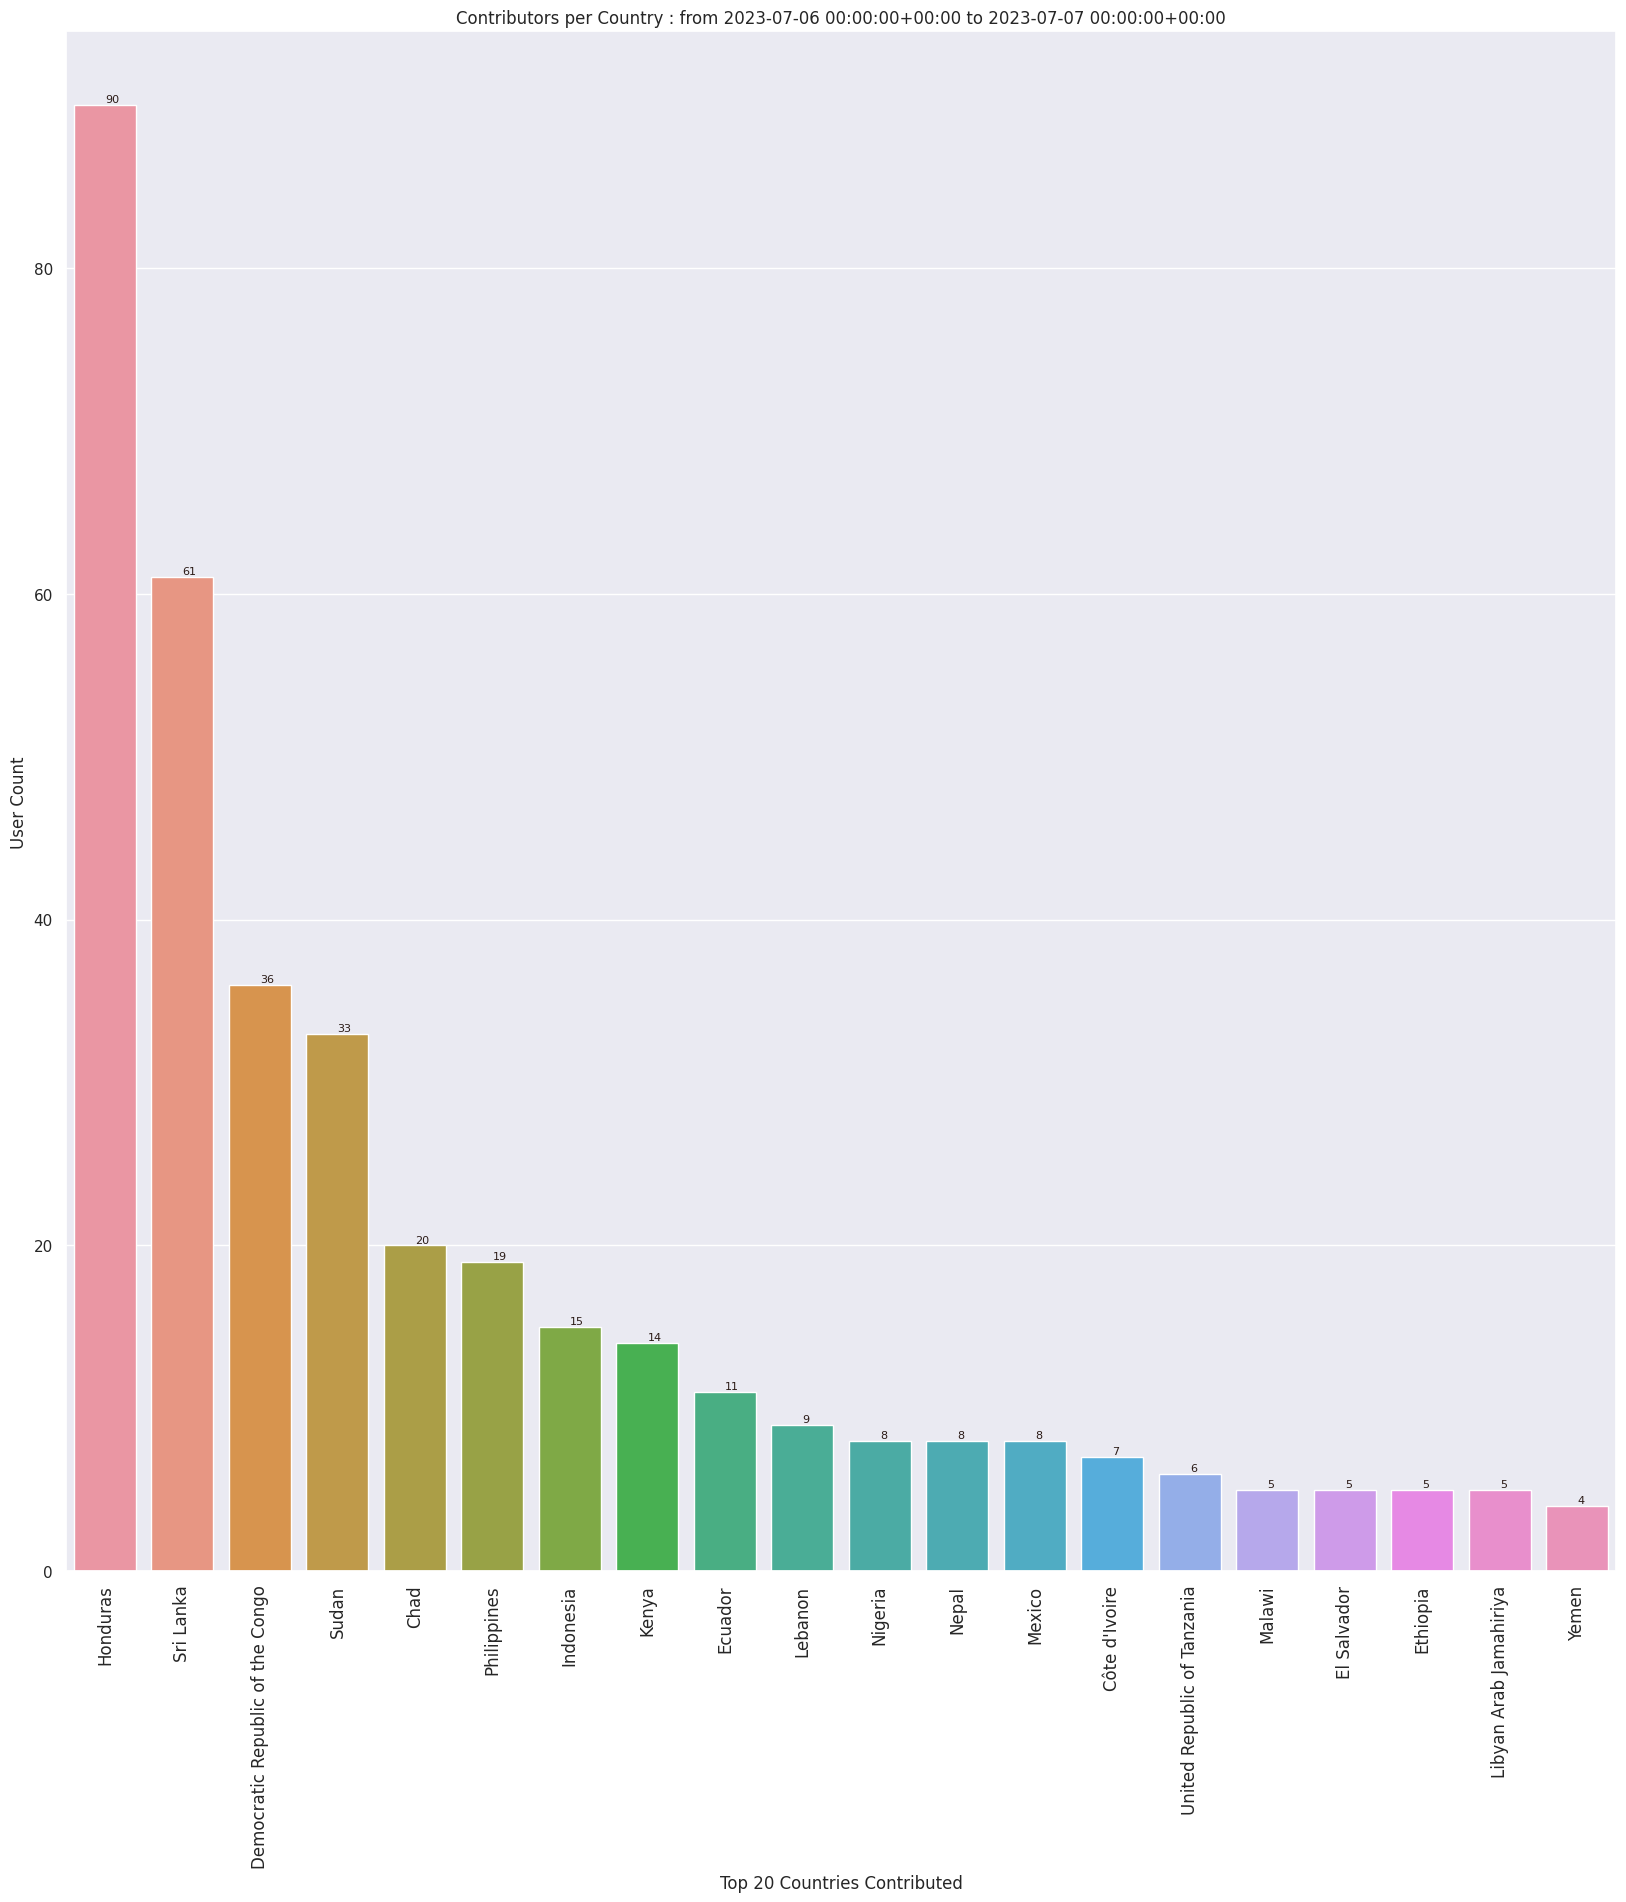 Contributors per Country : from 2023-07-06 00:00:00+00:00 to 2023-07-07 00:00:00+00:00
User Count
80
60
40
20
0
90
61
36
33
20
19
15
14
11
9
8
8
8
7
6
5
5
5
5
4
Honduras
Sri Lanka
Democratic Republic of the Congo
Sudan
Chad
Philippines
Indonesia
Kenya
Ecuador
Lebanon
Nigeria
Nepal
Mexico
Côte d'Ivoire
United Republic of Tanzania
Malawi
El Salvador
Ethiopia
Libyan Arab Jamahiriya
Yemen
Top 20 Countries Contributed